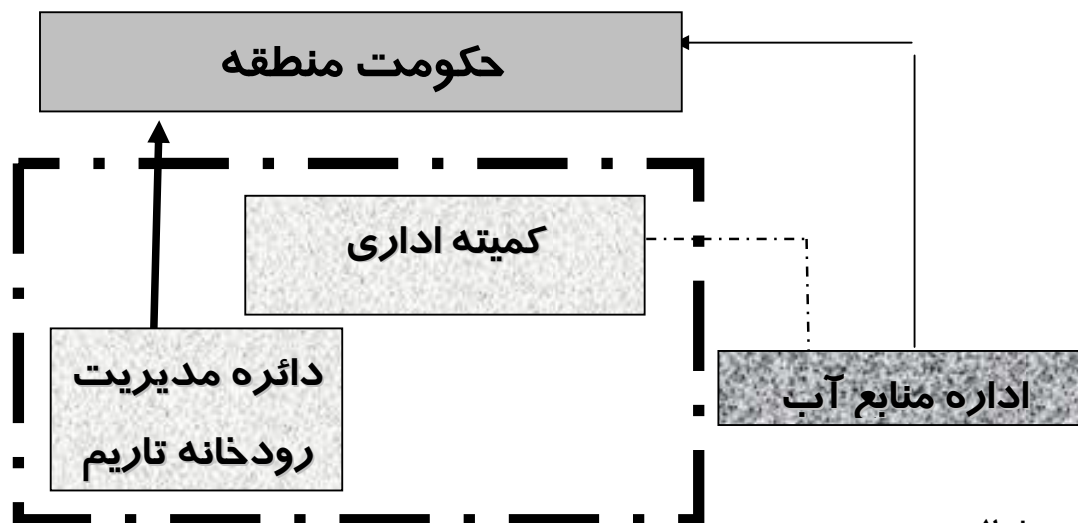 حکومت منطقه
کمیته اداری
دائره مدیریت
رودخانه تاریم
اداره منابع آب